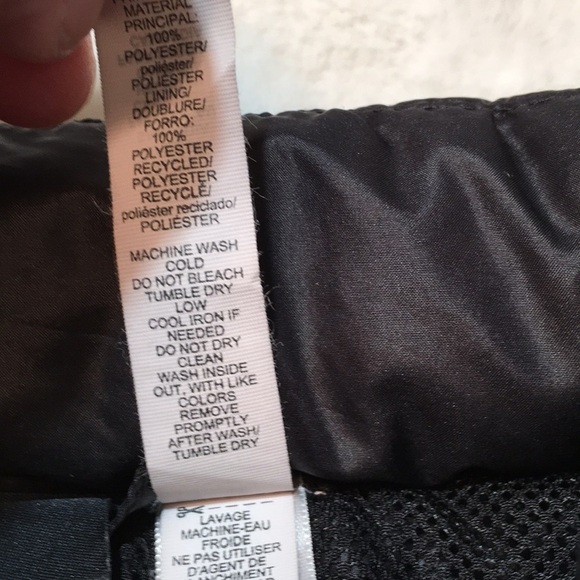 MATERIAL
PRINCIPAL:
100%
POLYESTER/
poliéster/
POLIÉSTER
LINING/
DOUBLURE/
FORRO:
100%
POLYESTER
RECYCLED/
POLYESTER
RECYCLÉ/
poliéster reciclado/
POLIÉSTER
MACHINE WASH
COLD
DO NOT BLEACH
TUMBLE DRY
LOW
COOL IRON IF
NEEDED
DO NOT DRY
CLEAN
WASH INSIDE
OUT, WITH LIKE
COLORS
REMOVE
PROMPTLY
AFTER WASH/
TUMBLE DRY
LAVAGE
MACHINE-EAU
FROIDE
NE PAS UTILISER
D'AGENT DE
BLANCHIMENT